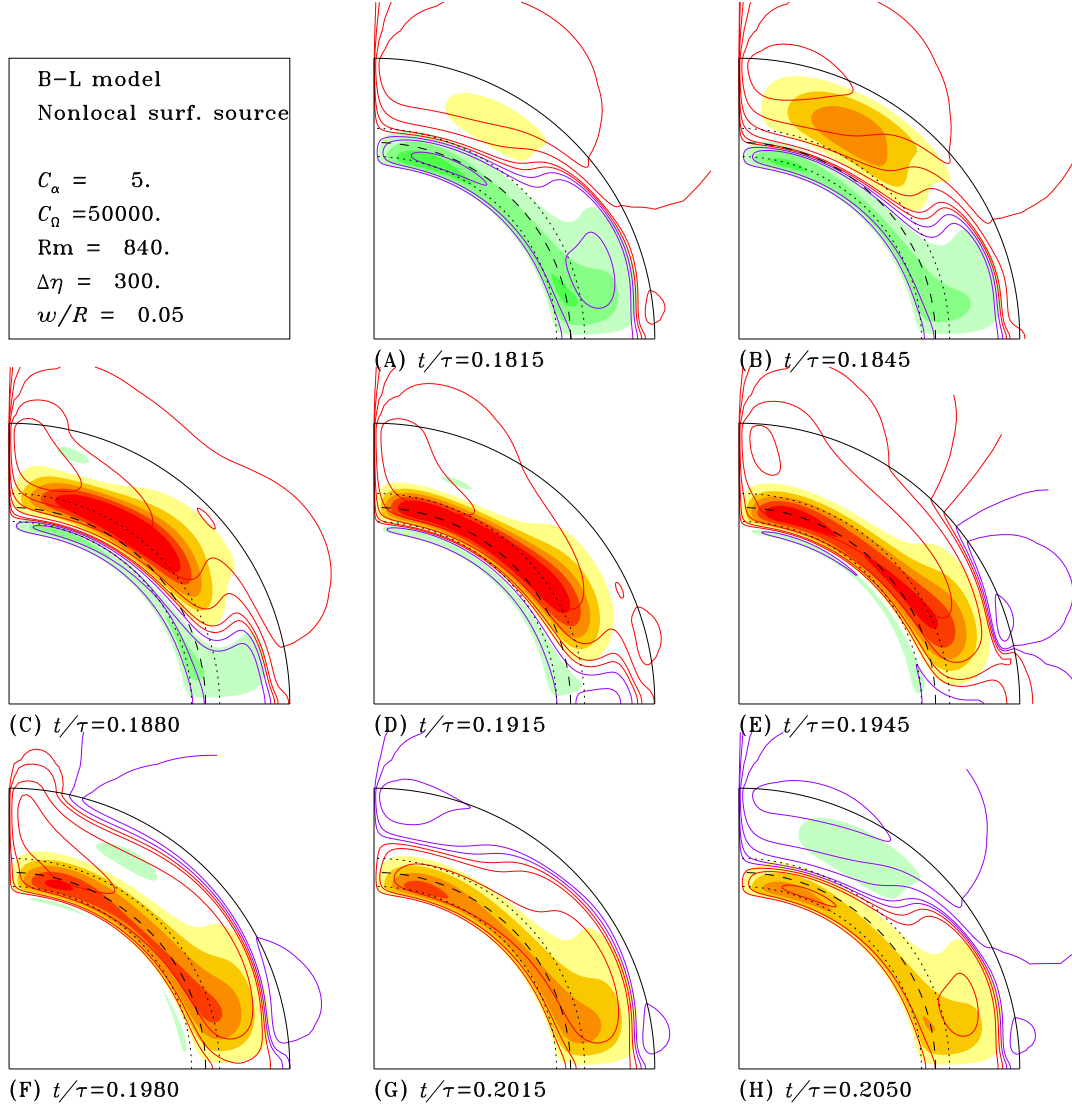 B−L model
Nonlocal surf. source
C_α = 5.
C_Ω =50000.
Rm = 840.
Δη = 300.
w/R = 0.05
(A) t/τ=0.1815
(B) t/τ=0.1845
(C) t/τ=0.1880
(D) t/τ=0.1915
(E) t/τ=0.1945
(F) t/τ=0.1980
(G) t/τ=0.2015
(H) t/τ=0.2050